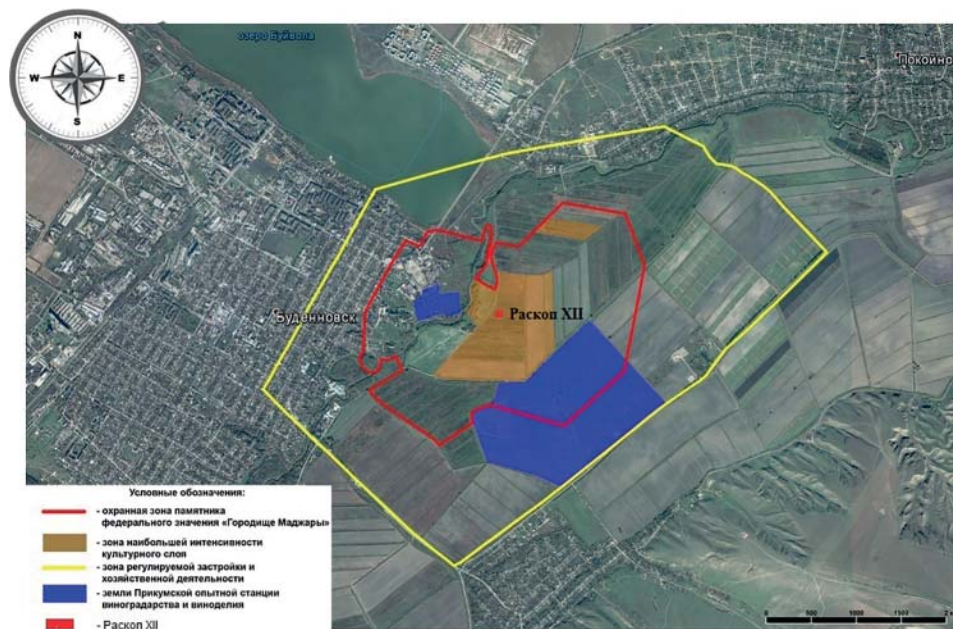 N
W
E
S
озеро Буйвола
Покойно
Буденновск
Раскоп XII
Условные обозначения:
- охранная зона памятника
федерального значения «Городище Маджары»
- зона наибольшей интенсивности
культурного слоя
- зона регулируемой застройки и
хозяйственной деятельности
- земли Прикумской опытной станции
виноградарства и виноделия
- Раскоп XII
0 500 1000 1500 2